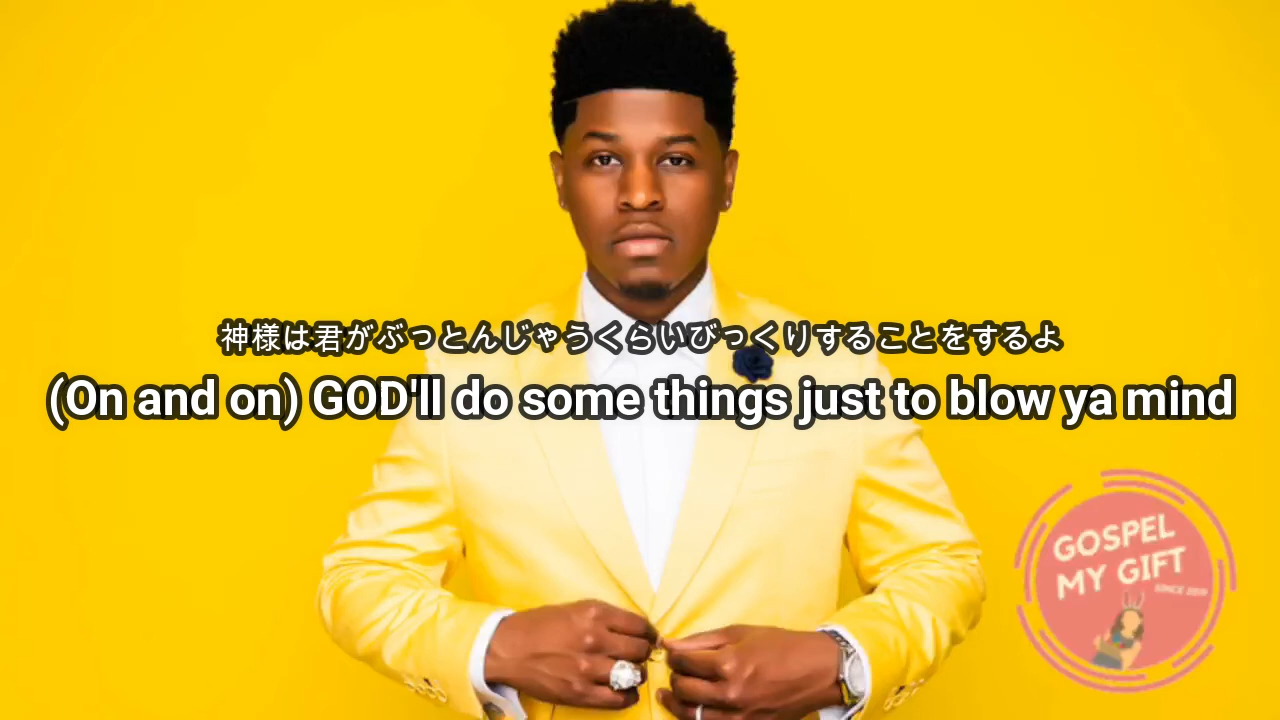 神様は君がぶっとんじゃうくらいびっくりすることをするよ
(On and on) GOD'll do some things just to blow ya mind
GOSPEL
MY GIFT
SINCE 2019